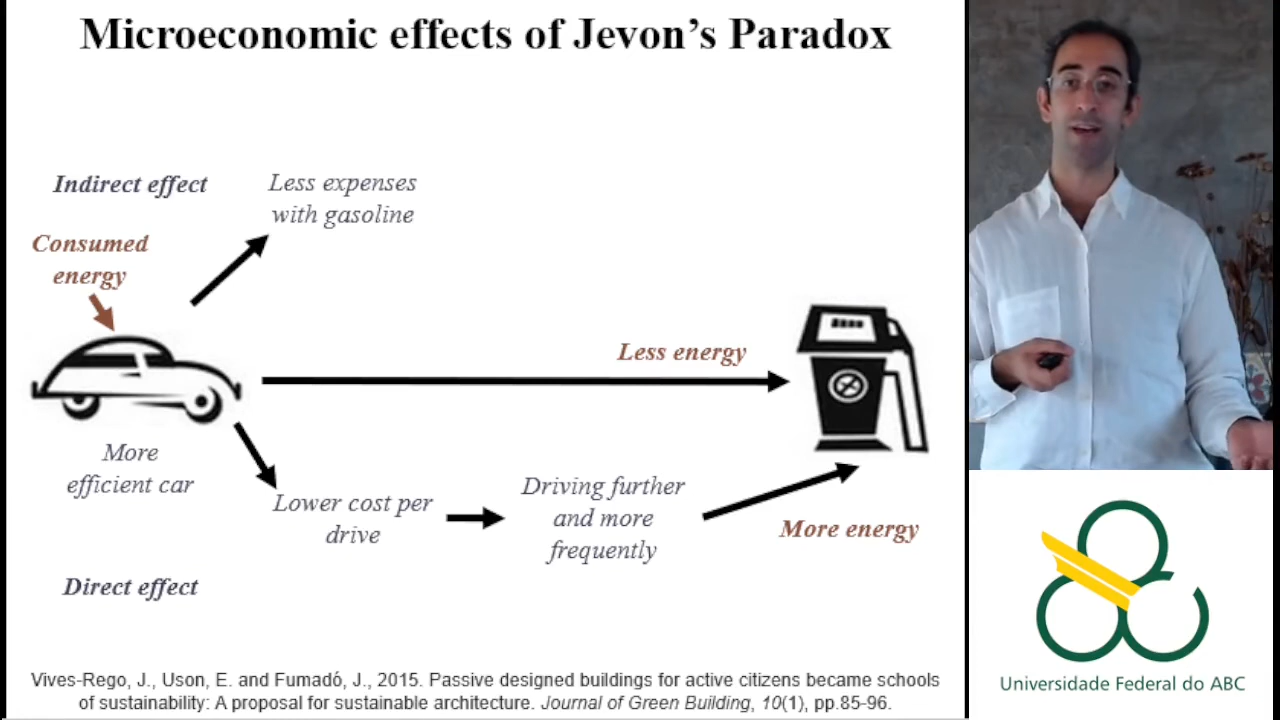 Microeconomic effects of Jevon's Paradox
Indirect effect
Less expenses
with gasoline
Consumed
energy
Less energy
More
efficient car
Lower cost per
drive
Driving further
and more
frequently
More energy
Direct effect
Vives-Rego, J., Uson, E. and Fumadó, J., 2015. Passive designed buildings for active citizens became schools
of sustainability: A proposal for sustainable architecture. Journal of Green Building, 10(1), pp.85-96.
Universidade Federal do ABC